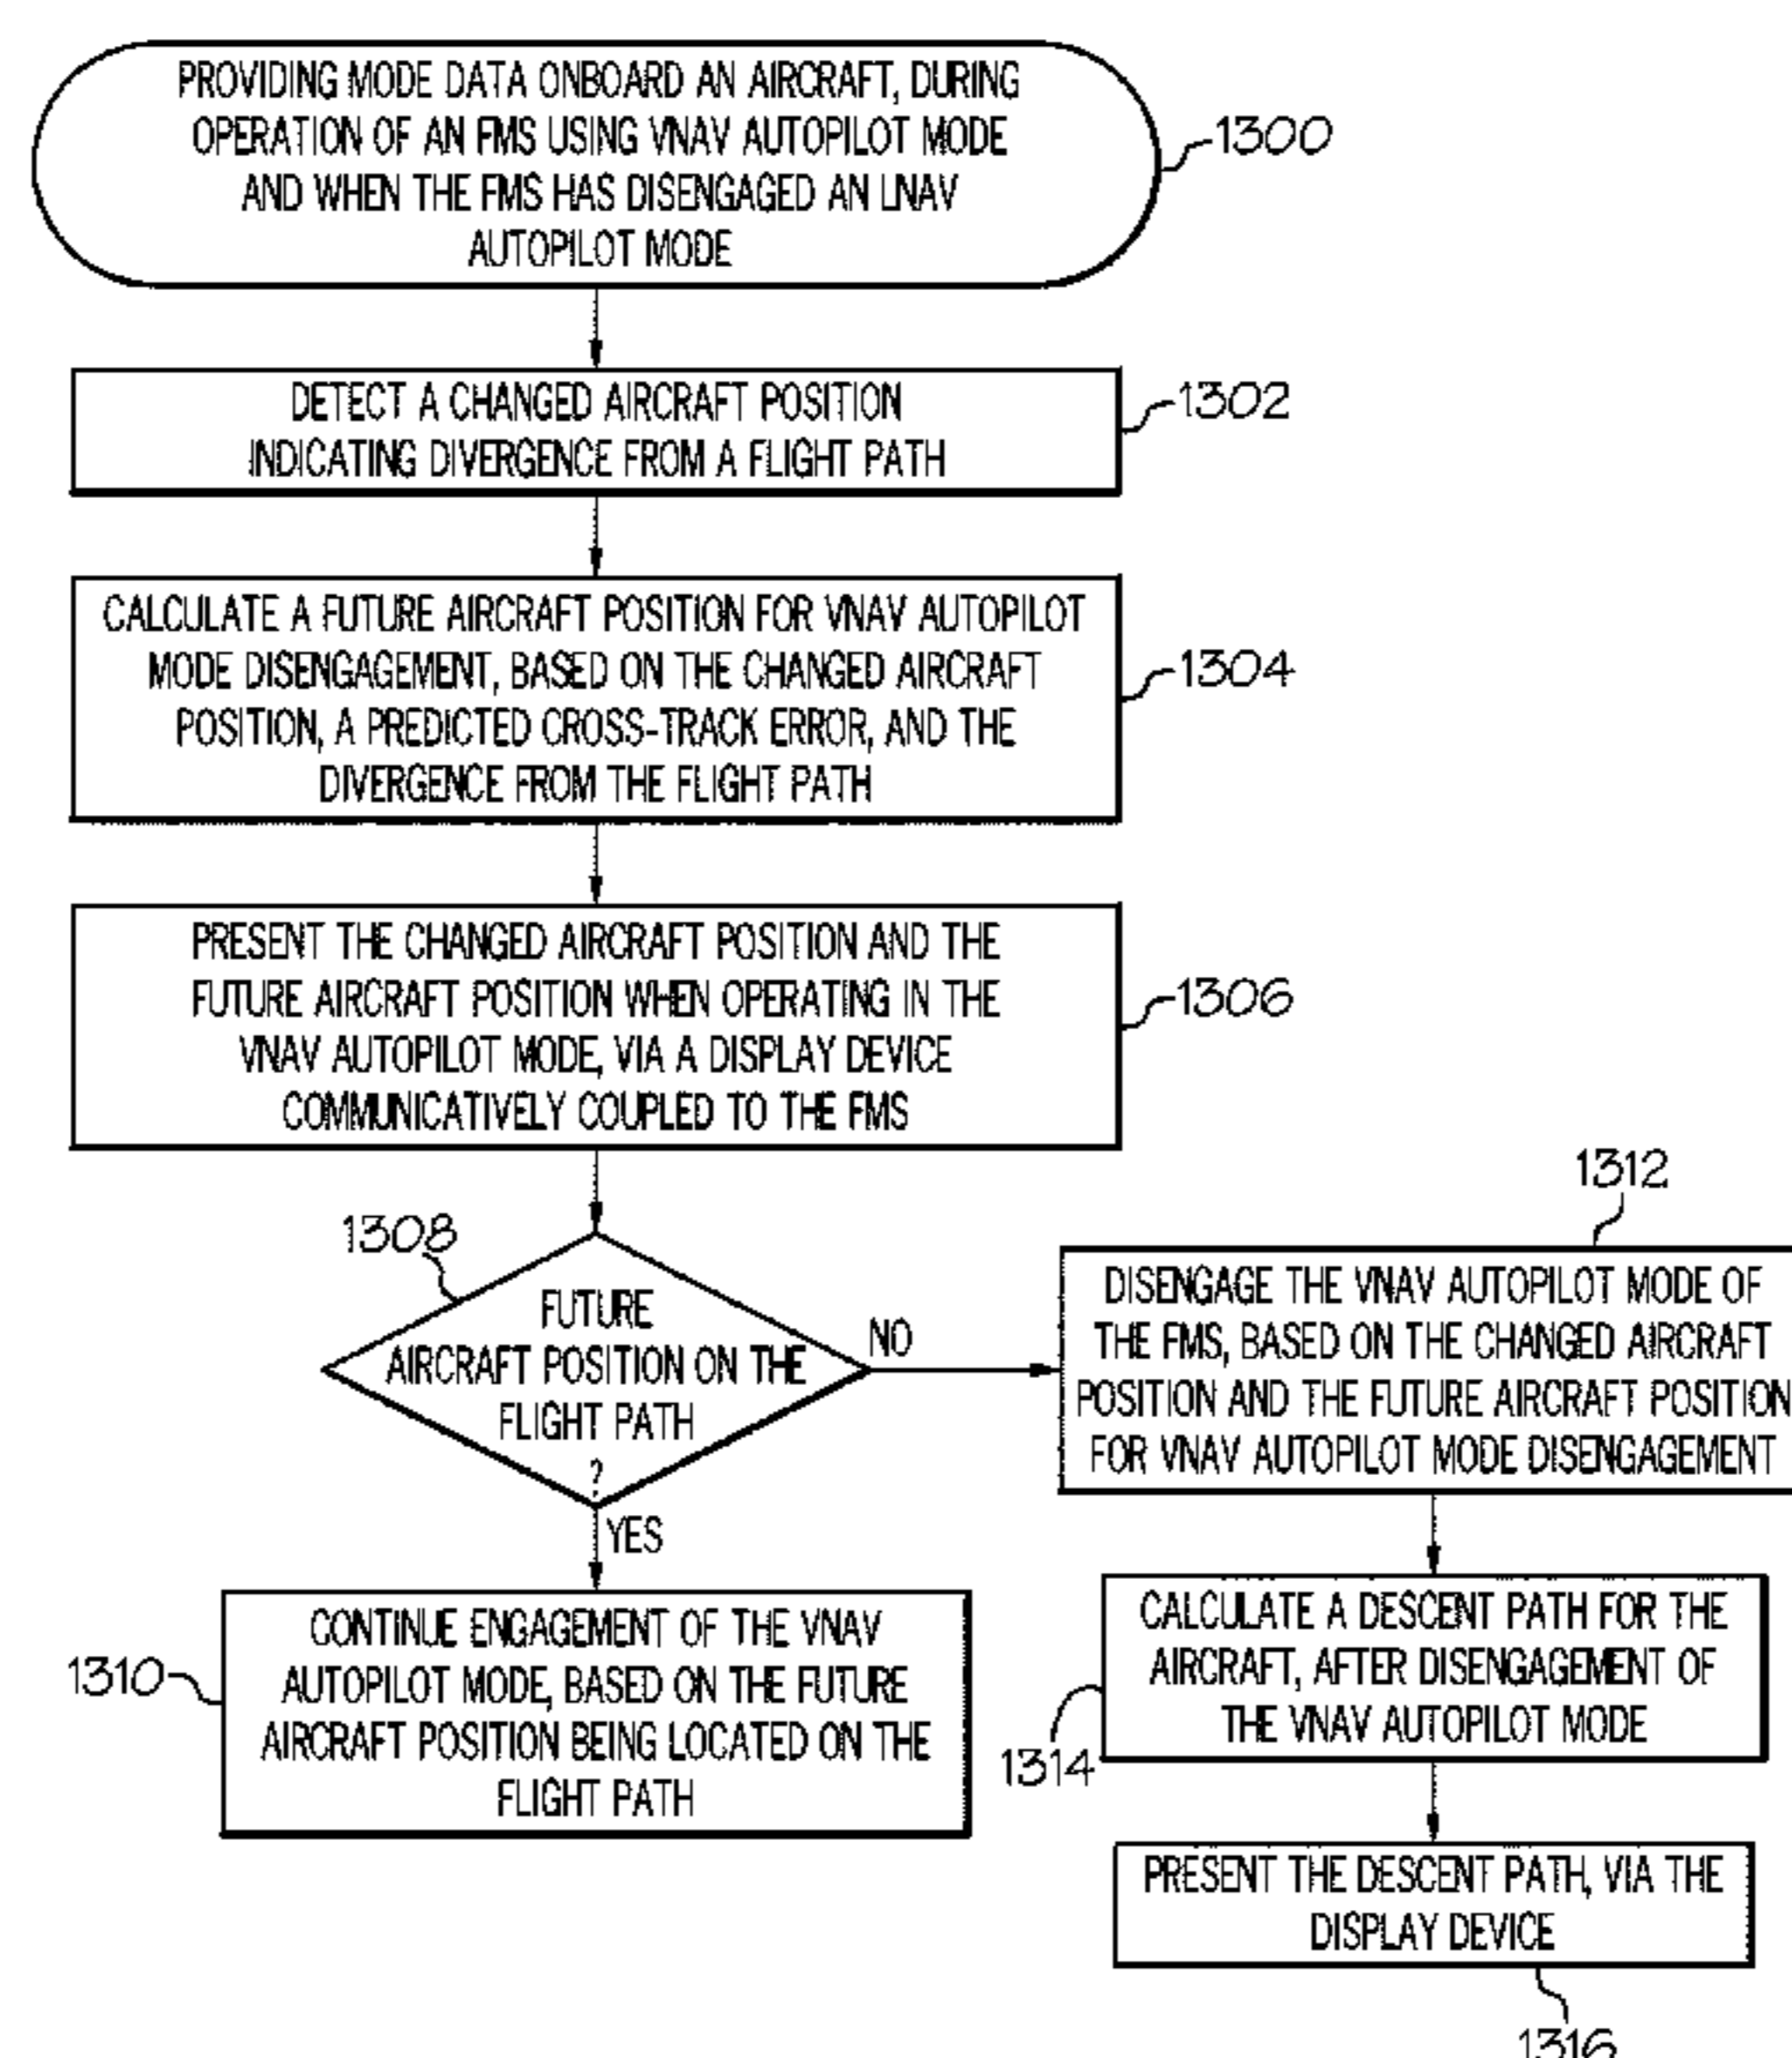 PROVIDING MODE DATA ONBOARD AN AIRCRAFT, DURING
OPERATION OF AN FMS USING VNAV AUTOPILOT MODE
AND WHEN THE FMS HAS DISENGAGED AN LNAV
AUTOPILOT MODE
1300
DETECT A CHANGED AIRCRAFT POSITION
INDICATING DIVERGENCE FROM A FLIGHT PATH
1302
CALCULATE A FUTURE AIRCRAFT POSITION FOR VNAV AUTOPILOT
MODE DISENGAGEMENT, BASED ON THE CHANGED AIRCRAFT
POSITION, A PREDICTED CROSS-TRACK ERROR, AND THE
DIVERGENCE FROM THE FLIGHT PATH
1304
PRESENT THE CHANGED AIRCRAFT POSITION AND THE
FUTURE AIRCRAFT POSITION WHEN OPERATING IN THE
VNAV AUTOPILOT MODE, VIA A DISPLAY DEVICE
COMMUNICATIVELY COUPLED TO THE FMS
1306
1308
FUTURE
AIRCRAFT POSITION ON THE
FLIGHT PATH
?
NO
YES
1310
CONTINUE ENGAGEMENT OF THE VNAV
AUTOPILOT MODE, BASED ON THE FUTURE
AIRCRAFT POSITION BEING LOCATED ON THE
FLIGHT PATH
1312
DISENGAGE THE VNAV AUTOPILOT MODE OF
THE FMS, BASED ON THE CHANGED AIRCRAFT
POSITION AND THE FUTURE AIRCRAFT POSITION
FOR VNAV AUTOPILOT MODE DISENGAGEMENT
CALCULATE A DESCENT PATH FOR THE
AIRCRAFT, AFTER DISENGAGEMENT OF
THE VNAV AUTOPILOT MODE
1314
PRESENT THE DESCENT PATH, VIA THE
DISPLAY DEVICE
1316